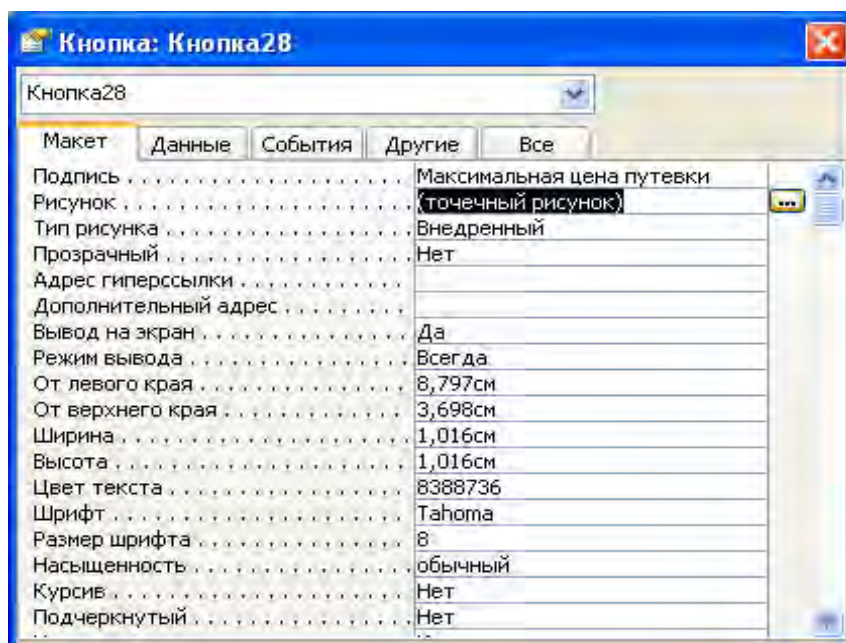 Кнопка: Кнопка28
Кнопка28
Макет Данные События Другие Все
Подпись . . . . . . . . . . . . . . . . . . . . Максимальная цена путевки
Рисунок . . . . . . . . . . . . . . . . . . . . (точечный рисунок) ...
Тип рисунка . . . . . . . . . . . . . . . . . Внедренный
Прозрачный . . . . . . . . . . . . . . . . . Нет
Адрес гиперссылки . . . . . . . . . . . .
Дополнительный адрес . . . . . . . . .
Вывод на экран . . . . . . . . . . . . . . Да
Режим вывода . . . . . . . . . . . . . . . Всегда
От левого края . . . . . . . . . . . . . . . 8,797см
От верхнего края . . . . . . . . . . . . . 3,698см
Ширина . . . . . . . . . . . . . . . . . . . . 1,016см
Высота . . . . . . . . . . . . . . . . . . . . 1,016см
Цвет текста . . . . . . . . . . . . . . . . . 8388736
Шрифт . . . . . . . . . . . . . . . . . . . . . Tahoma
Размер шрифта . . . . . . . . . . . . . . . 8
Насыщенность . . . . . . . . . . . . . . . обычный
Курсив . . . . . . . . . . . . . . . . . . . . . Нет
Подчеркнутый . . . . . . . . . . . . . . . Нет